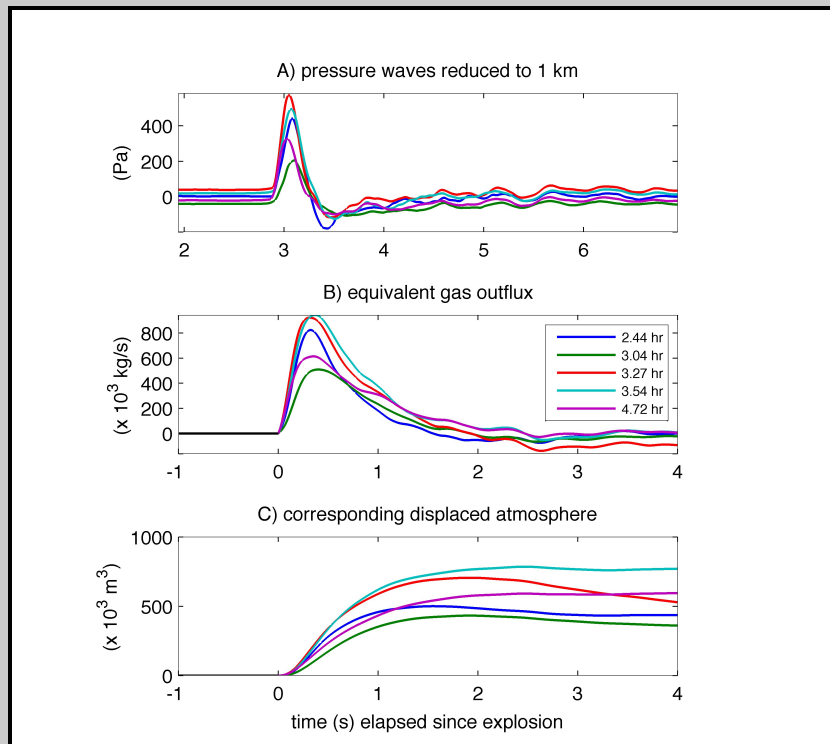 A) pressure waves reduced to 1 km
(Pa)
400
200
0
2 3 4 5 6
B) equivalent gas outflux
(x 10³ kg/s)
800
600
400
200
0
2.44 hr
3.04 hr
3.27 hr
3.54 hr
4.72 hr
-1 0 1 2 3 4
C) corresponding displaced atmosphere
(x 10³ m³)
1000
500
0
-1 0 1 2 3 4
time (s) elapsed since explosion